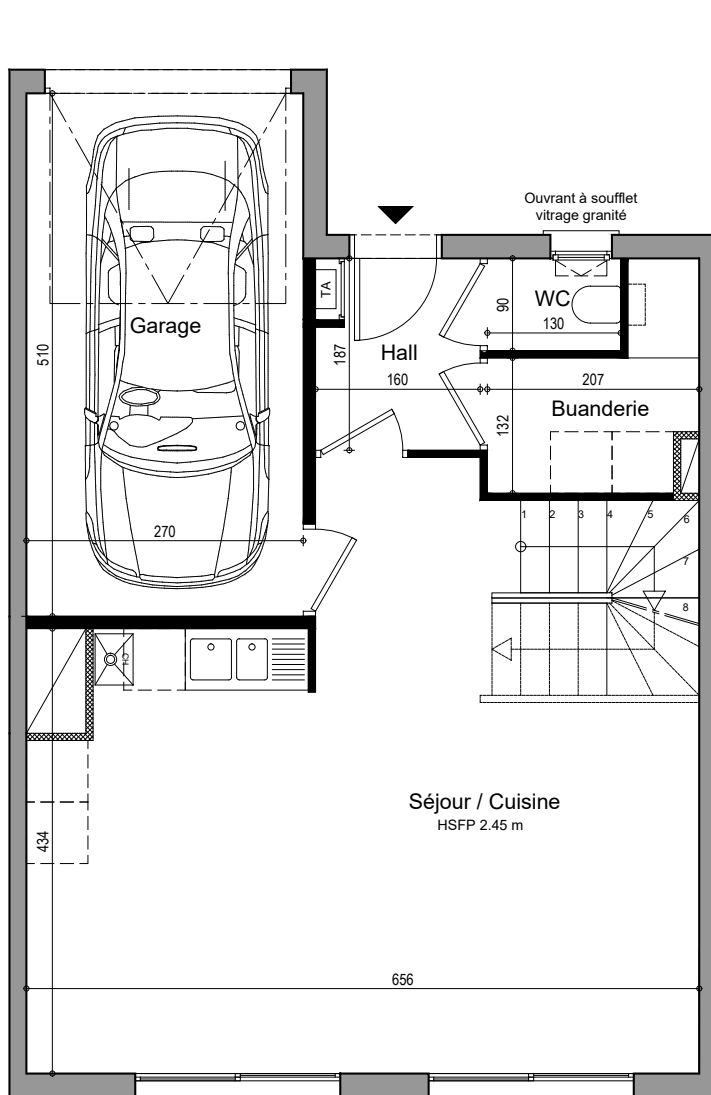 Ouvrant à soufflet
vitrage granité
TA
Garage
WC
90
130
510
187
Hall
160
207
Buanderie
132
270
1
2
3
4
5
6
7
8
CH
Séjour / Cuisine
HSFP 2.45 m
434
656